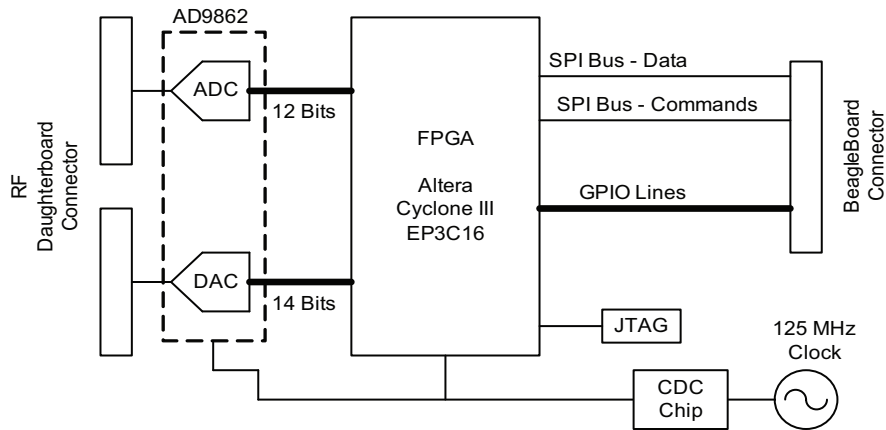 AD9862
ADC
12 Bits
DAC
14 Bits
RF
Daughterboard
Connector
FPGA
Altera
Cyclone III
EP3C16
SPI Bus - Data
SPI Bus - Commands
GPIO Lines
BeagleBoard
Connector
JTAG
125 MHz
Clock
CDC
Chip